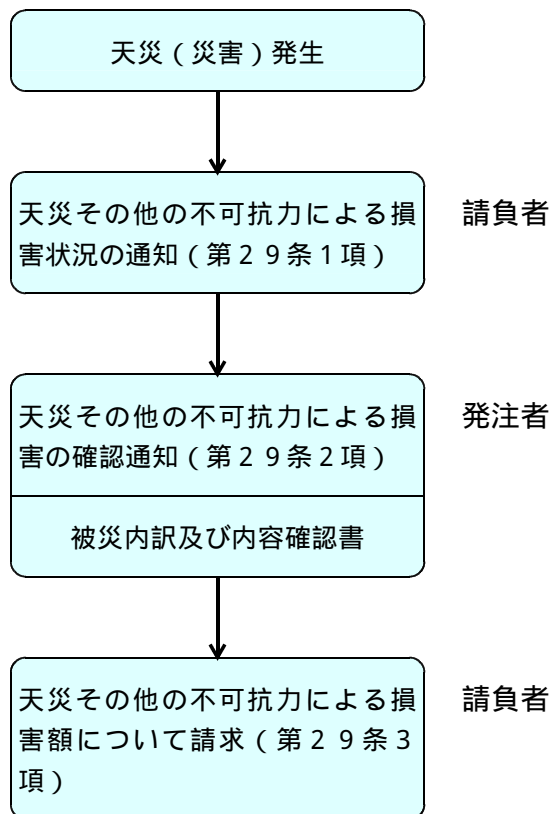 天災（災害）発生
天災その他の不可抗力による損
害状況の通知（第２９条１項）
請負者
天災その他の不可抗力による損
害の確認通知（第２９条２項）
発注者
被災内訳及び内容確認書
天災その他の不可抗力による損
害額について請求（第２９条３
項）
請負者